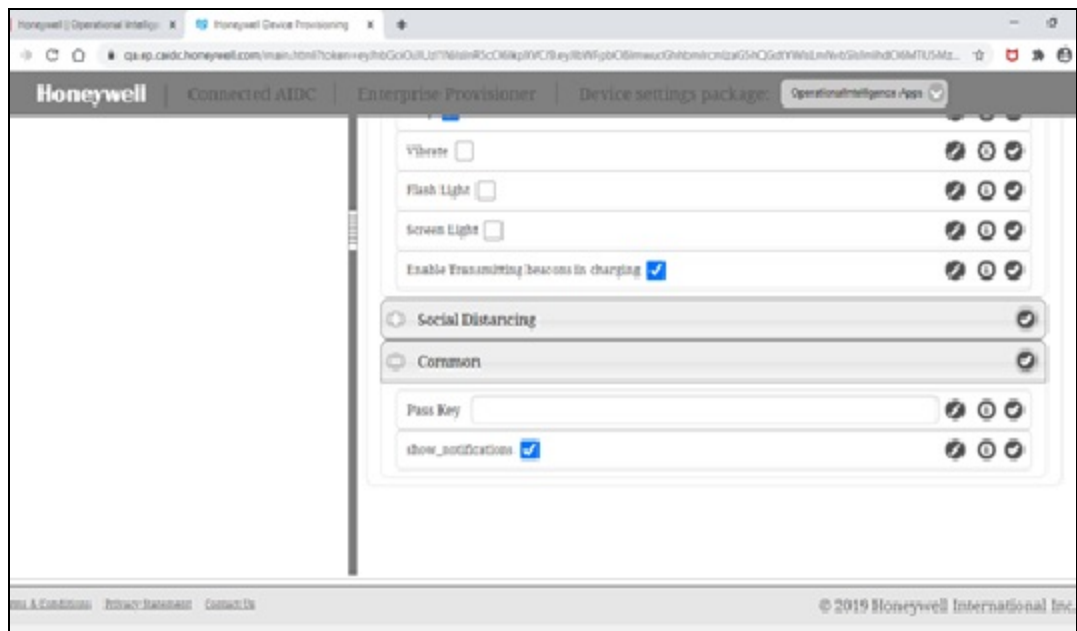 Honeywell | Operational Intellig
Honeywell Device Provisioning
Honeywell
Connected AIDC
Enterprise Provisioner
Device settings package:
OperationalIntelligence Apps
Vibrate
Flash Light
Screen Light
Enable Transmitting beacons in charging
Social Distancing
Common
Pass Key
show_notifications
& Conditions Privacy Statement Contact Us
© 2019 Honeywell International Inc.